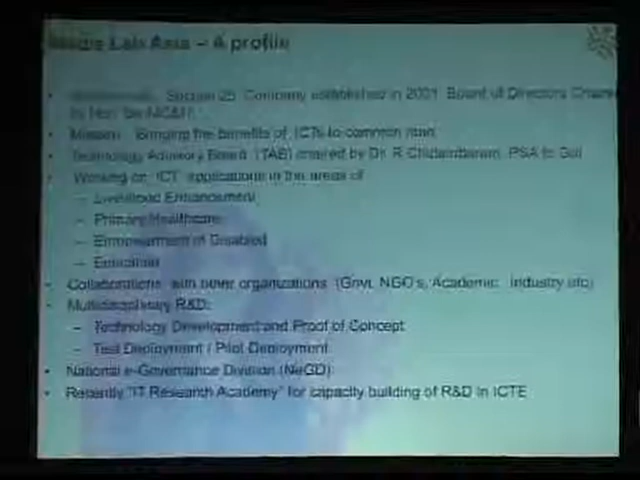 Media Lab Asia – A profile
Section 25 Company established in 2001 Board of Directors
by Hon'ble MC&IT
Mission: Bringing the benefits of ICTs to common man
Technology Advisory Board (TAB) chaired by Dr. R Chidambaram, PSA to GoI
Working on ICT applications in the areas of
– Livelihood Enhancement
– Primary Healthcare
– Empowerment of Disabled
– Education
Collaborations with other organizations (Govt, NGO's, Academic, Industry etc)
Multidisciplinary R&D:
– Technology Development and Proof of Concept
– Test Deployment / Pilot Deployment
National e-Governance Division (NeGD)
Recently "IT Research Academy" for capacity building of R&D in ICTE